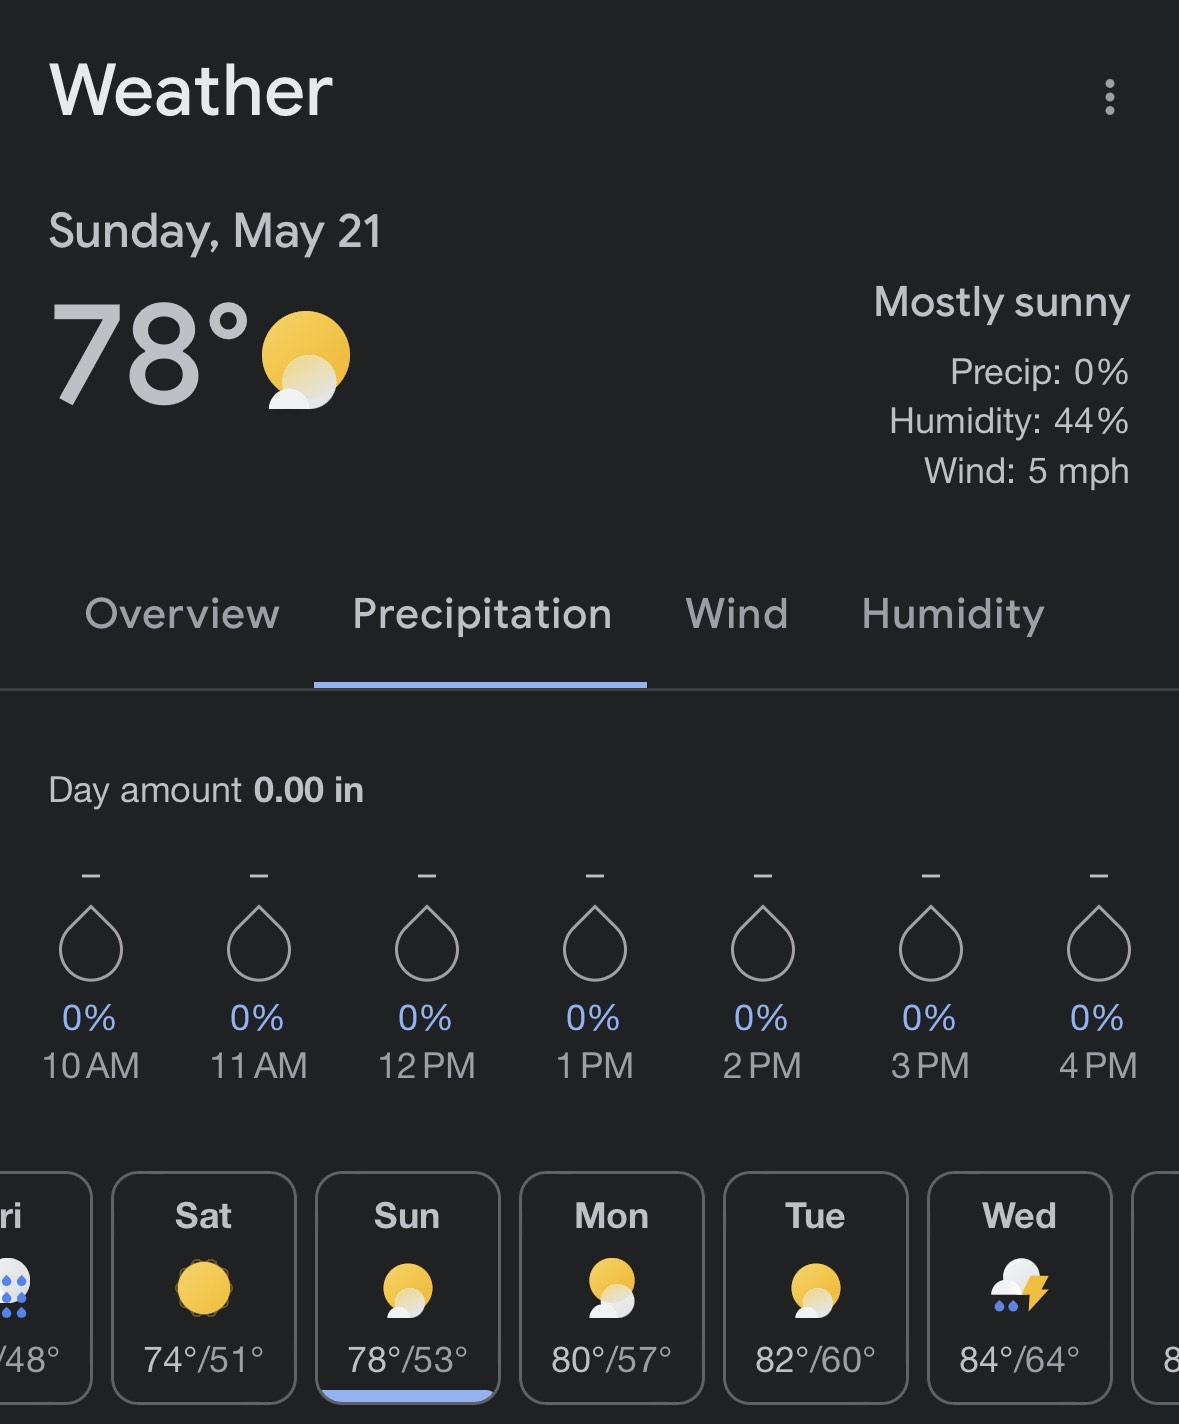 Weather
Sunday, May 21
78°
Mostly sunny
Precip: 0%
Humidity: 44%
Wind: 5 mph
Overview Precipitation Wind Humidity
Day amount 0.00 in
– – – – – – –
0% 0% 0% 0% 0% 0% 0%
10 AM 11 AM 12 PM 1 PM 2 PM 3 PM 4 PM
ri Sat Sun Mon Tue Wed
/48° 74°/51° 78°/53° 80°/57° 82°/60° 84°/64° 8